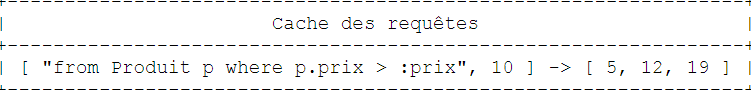 Cache des requêtes
[ "from Produit p where p.prix > :prix", 10 ] -> [ 5, 12, 19 ]